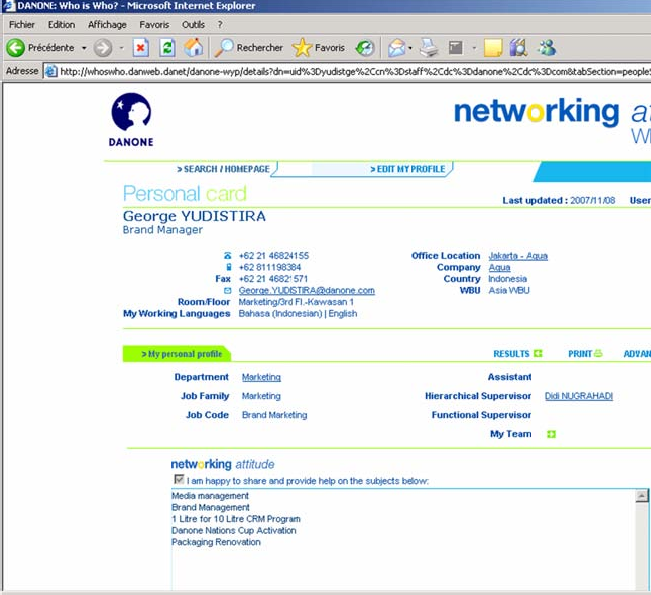 DANONE: Who is Who? - Microsoft Internet Explorer
Fichier Edition Affichage Favoris Outils ?
Précédente Rechercher Favoris
Adresse http://whoswho.danweb.danet/danone-wyp/details?dn=uid%3Dyudistge%2Ccn%3Dstaff%2Cdc%3Ddanone%2Cdc%3Dcom&tabSection=people
DANONE
networking
> SEARCH / HOMEPAGE > EDIT MY PROFILE
Personal card
Last updated : 2007/11/08 User
George YUDISTIRA
Brand Manager
+62 21 46824155 Office Location Jakarta - Aqua
+62 811198384 Company Aqua
Fax +62 21 46821 571 Country Indonesia
George.YUDISTIRA@danone.com WBU Asia WBU
Room/Floor Marketing/3rd Fl.-Kawasan 1
My Working Languages Bahasa (Indonesian) | English
> My personal profile RESULTS PRINT ADVAN
Department Marketing Assistant
Job Family Marketing Hierarchical Supervisor Didi NUGRAHADI
Job Code Brand Marketing Functional Supervisor
My Team
networking attitude
I am happy to share and provide help on the subjects below:
Media management
Brand Management
1 Litre for 10 Litre CRM Program
Danone Nations Cup Activation
Packaging Renovation